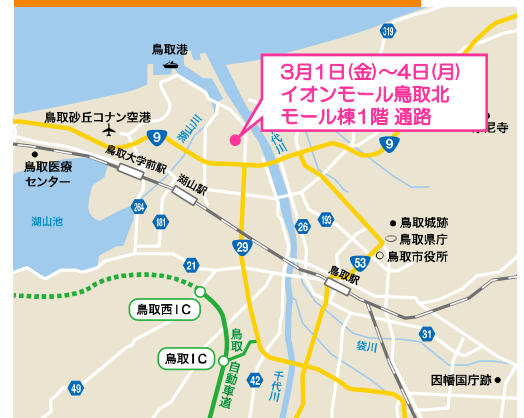 319
鳥取港
3月1日(金)～4日(月)
イオンモール鳥取北
モール棟1階 通路
鳥取砂丘コナン空港
湖山川
千代川
9
9
尼寺
鳥取大学前駅
鳥取医療
センター
湖山駅
湖山池
264
181
26
193
鳥取城跡
鳥取県庁
鳥取市役所
29
21
53
鳥取駅
鳥取西IC
鳥取IC
鳥取自動車道
袋川
31
千代川
42
49
因幡国庁跡